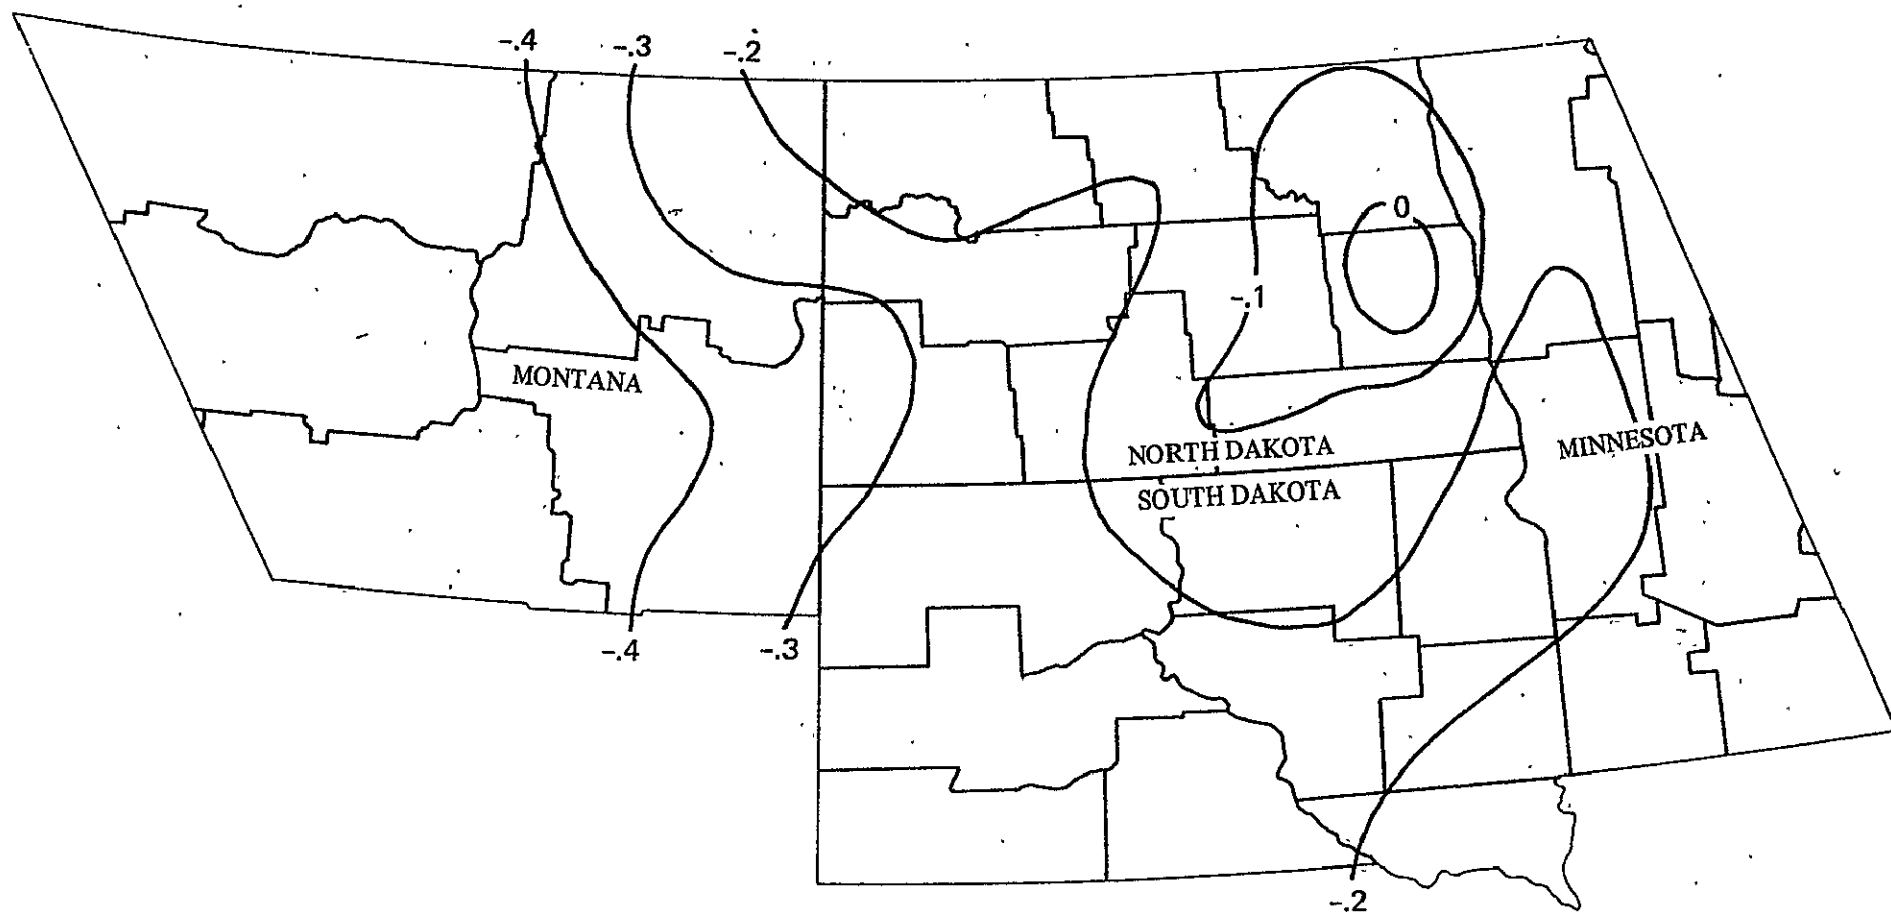 -.4
-.3
-.2
0
-.1
MONTANA
NORTH DAKOTA
MINNESOTA
SOUTH DAKOTA
-.4
-.3
-.2